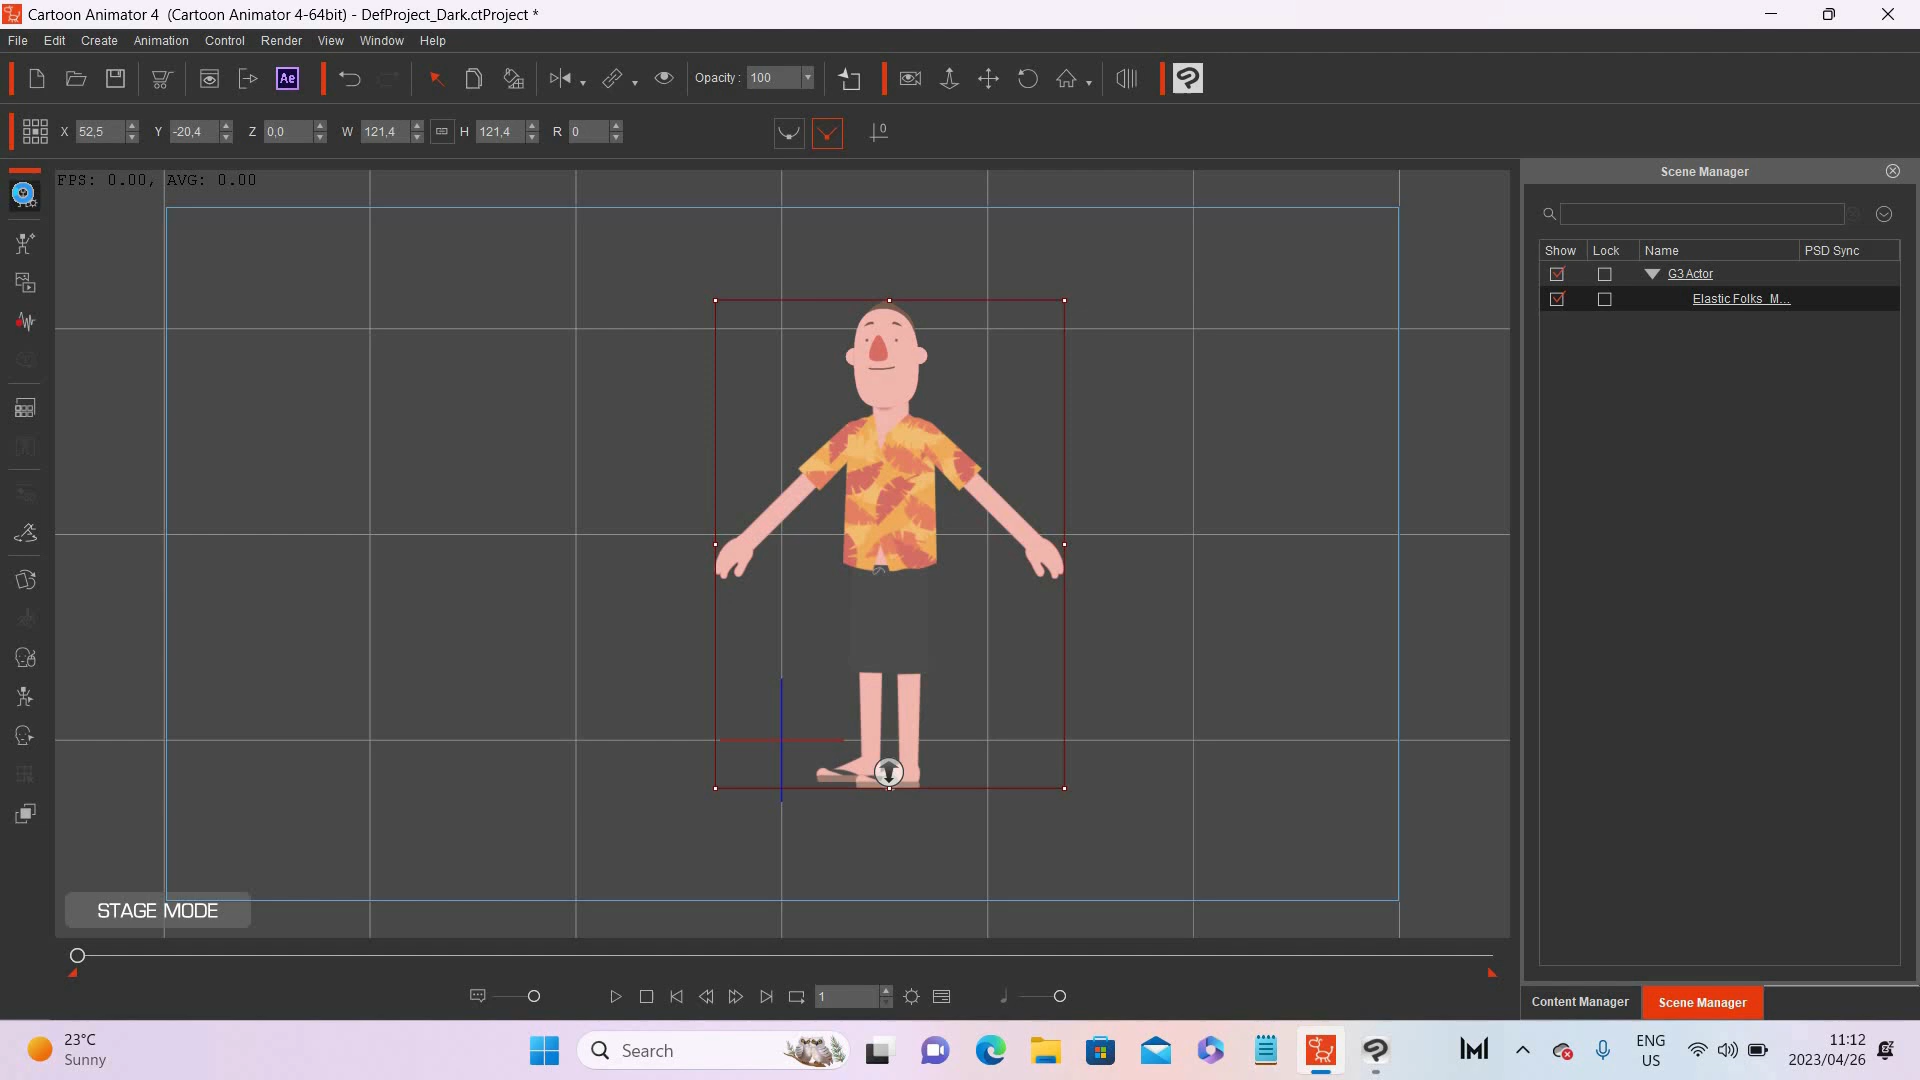 Cartoon Animator 4  (Cartoon Animator 4-64bit) - DefProject_Dark.ctProject *
File Edit Create Animation Control Render View Window Help
Ae Opacity : 100
X 52,5 Y -20,4 Z 0,0 W 121,4 H 121,4 R 0 0
FPS: 0.00, AVG: 0.00
Scene Manager
Show Lock Name PSD Sync
G3 Actor
Elastic Folks_M...
STAGE MODE
1
Content Manager Scene Manager
23°C
Sunny
Search
ENG
US
11:12
2023/04/26